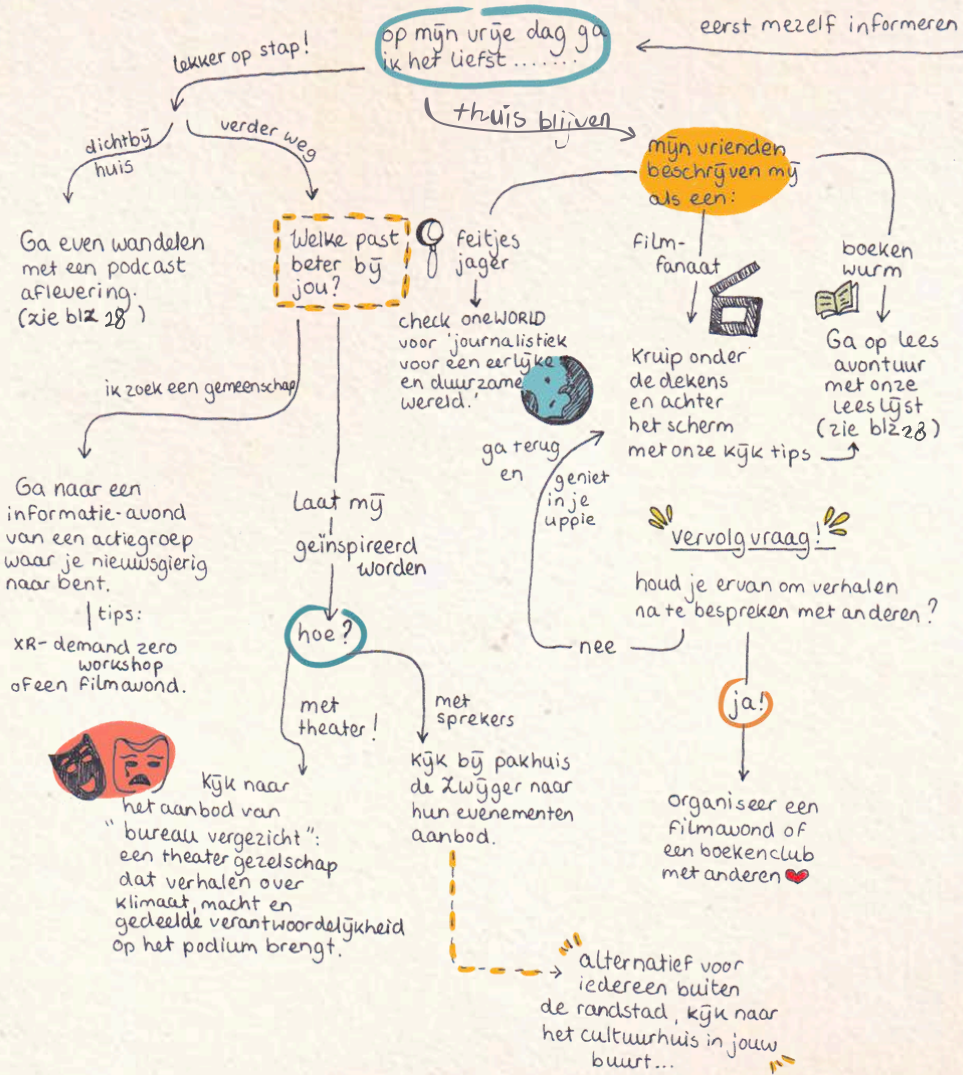 eerst mezelf informeren
op mijn vrije dag ga
ik het liefst.......
lekker op stap!
thuis blijven
dichtbij
huis
verder weg
Ga even wandelen
met een podcast
aflevering.
(zie blz 28)
Welke past
beter bij
jou?
ik zoek een gemeenschap
Ga naar een
informatie-avond
van een actiegroep
waar je nieuwsgierig
naar bent.
tips:
XR-demand zero
workshop
of een filmavond.
Laat mij
geïnspireerd
worden
hoe?
met
theater!
Kijk naar
het aanbod van
"bureau vergezicht":
een theater gezelschap
dat verhalen over
klimaat, macht en
gedeelde verantwoordelijkheid
op het podium brengt.
met
sprekers
Kijk bij pakhuis
de Zwijger naar
hun evenementen
aanbod.
alternatief voor
iedereen buiten
de randstad, kijk naar
het cultuurhuis in jouw
buurt...
mijn vrienden
beschrijven mij
als een:
feitjes
jager
check oneWORLD
voor 'journalistiek
voor een eerlijke
en duurzame
wereld.'
film-
fanaat
Kruip onder
de dekens
en achter
het scherm
met onze kijk tips
boeken
wurm
Ga op lees
avontuur
met onze
lees lijst
(zie blz 28)
vervolg vraag!
houd je ervan om verhalen
na te bespreken met anderen?
nee
ga terug
en
geniet
in je
uppie
ja!
organiseer een
filmavond of
een boekenclub
met anderen